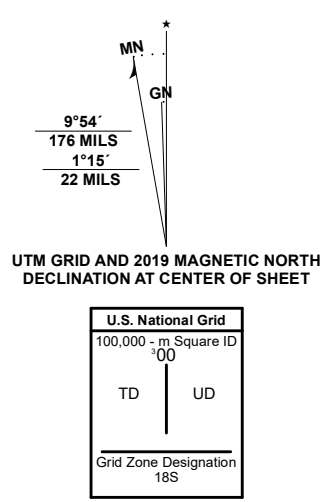 ★
MN
GN
9°54´
176 MILS
1°15´
22 MILS
UTM GRID AND 2019 MAGNETIC NORTH
DECLINATION AT CENTER OF SHEET
U.S. National Grid
100,000 - m Square ID
³00
TD UD
Grid Zone Designation
18S